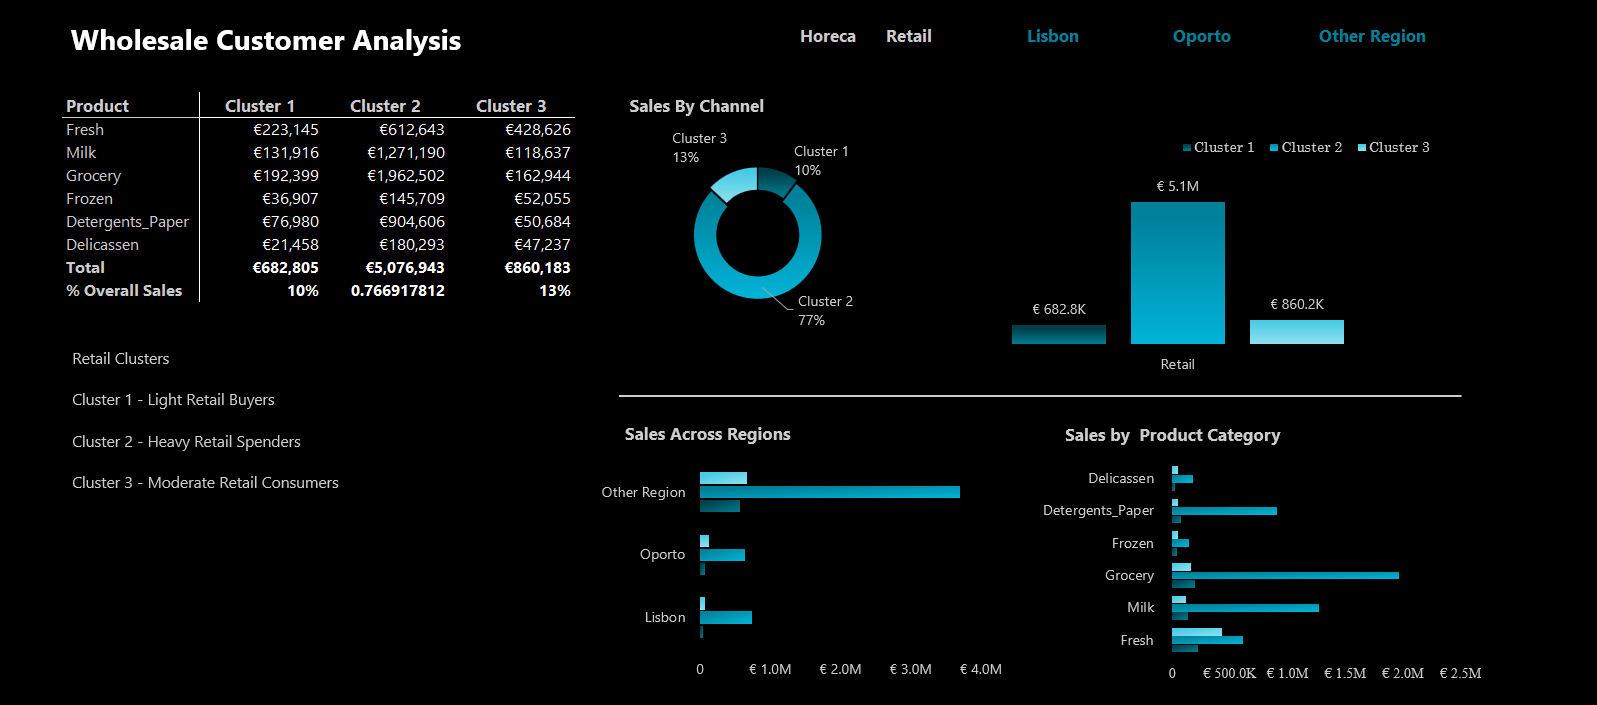 Wholesale Customer Analysis
Horeca Retail Lisbon Oporto Other Region
Product Cluster 1 Cluster 2 Cluster 3
Fresh €223,145 €612,643 €428,626
Milk €131,916 €1,271,190 €118,637
Grocery €192,399 €1,962,502 €162,944
Frozen €36,907 €145,709 €52,055
Detergents_Paper €76,980 €904,606 €50,684
Delicassen €21,458 €180,293 €47,237
Total €682,805 €5,076,943 €860,183
% Overall Sales 10% 0.766917812 13%
Retail Clusters
Cluster 1 - Light Retail Buyers
Cluster 2 - Heavy Retail Spenders
Cluster 3 - Moderate Retail Consumers
Sales By Channel
Cluster 3
13%
Cluster 1
10%
Cluster 2
77%
Cluster 1 Cluster 2 Cluster 3
€ 5.1M
€ 682.8K
€ 860.2K
Retail
Sales Across Regions
Other Region
Oporto
Lisbon
0 € 1.0M € 2.0M € 3.0M € 4.0M
Sales by Product Category
Delicassen
Detergents_Paper
Frozen
Grocery
Milk
Fresh
0 € 500.0K € 1.0M € 1.5M € 2.0M € 2.5M